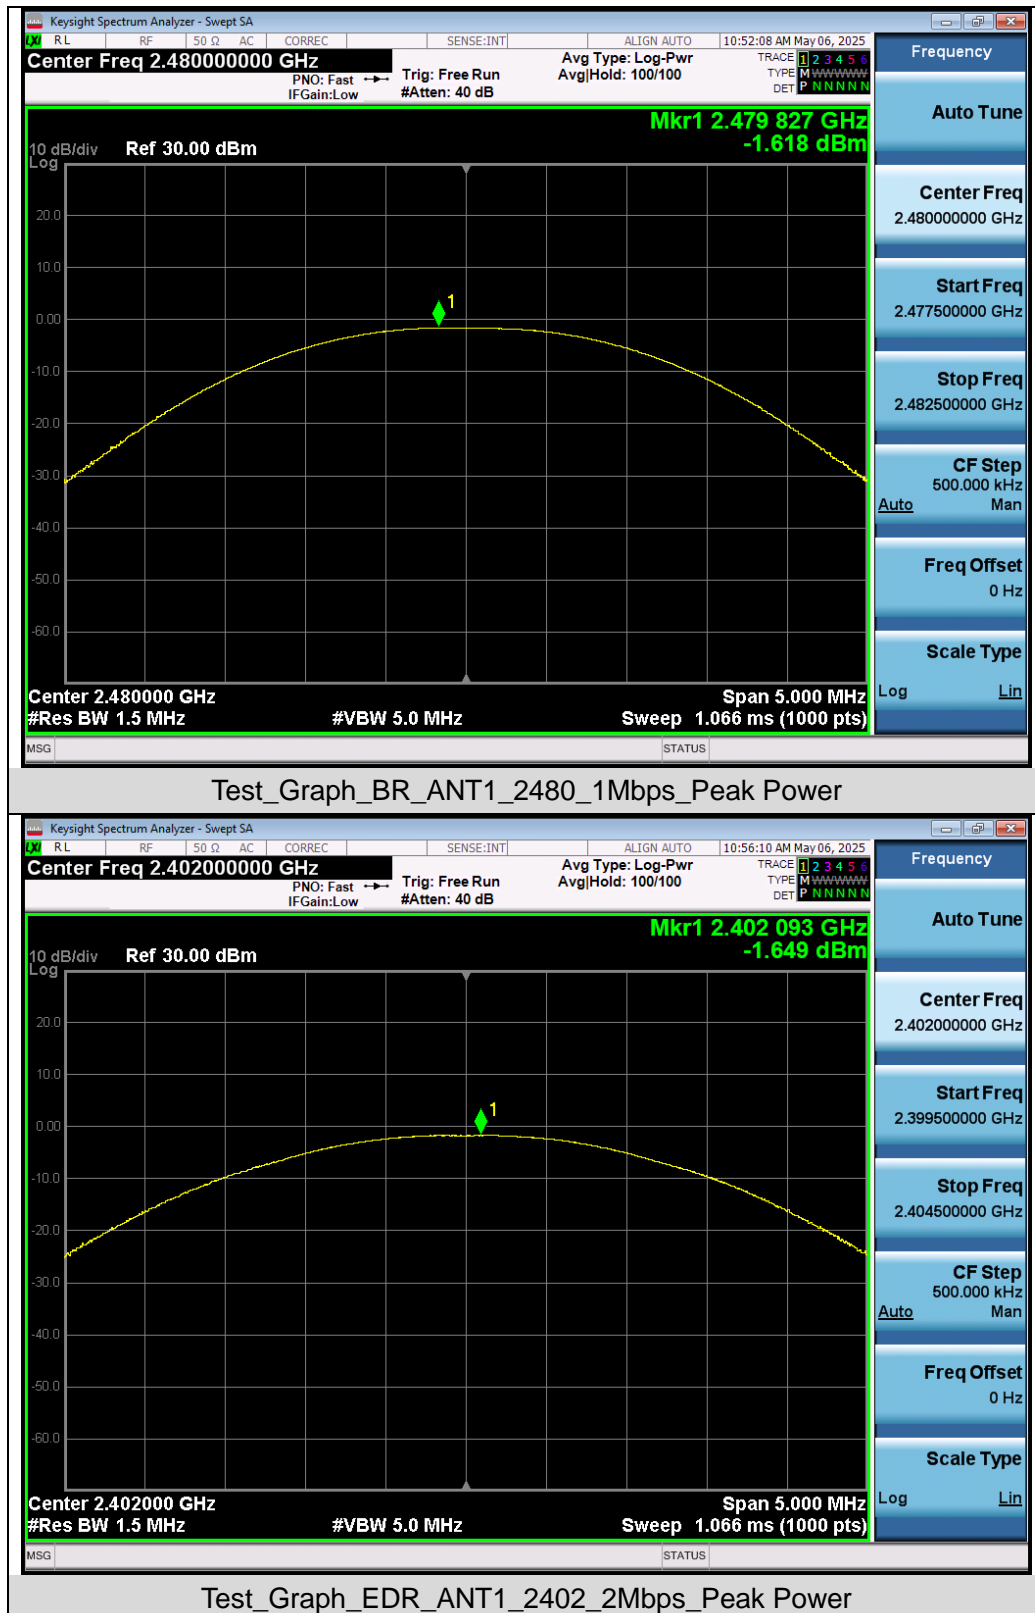 Keysight Spectrum Analyzer - Swept SA
LXI RL RF 50 Ω AC CORREC SENSE:INT ALIGN AUTO 10:52:08 AM May 06, 2025
Center Freq 2.480000000 GHz
PNO: Fast
IFGain:Low
Trig: Free Run
#Atten: 40 dB
Avg Type: Log-Pwr
Avg|Hold: 100/100
TRACE 1 2 3 4 5 6
TYPE M WWWWW
DET P N N N N N
Mkr1 2.479 827 GHz
-1.618 dBm
10 dB/div Ref 30.00 dBm
Log
20.0
10.0
0.00
-10.0
-20.0
-30.0
-40.0
-50.0
-60.0
1
Center 2.480000 GHz Span 5.000 MHz
#Res BW 1.5 MHz #VBW 5.0 MHz Sweep 1.066 ms (1000 pts)
MSG STATUS
Frequency
Auto Tune
Center Freq
2.480000000 GHz
Start Freq
2.477500000 GHz
Stop Freq
2.482500000 GHz
CF Step
500.000 kHz
Auto Man
Freq Offset
0 Hz
Scale Type
Log Lin
Test_Graph_BR_ANT1_2480_1Mbps_Peak Power
Keysight Spectrum Analyzer - Swept SA
LXI RL RF 50 Ω AC CORREC SENSE:INT ALIGN AUTO 10:56:10 AM May 06, 2025
Center Freq 2.402000000 GHz
PNO: Fast
IFGain:Low
Trig: Free Run
#Atten: 40 dB
Avg Type: Log-Pwr
Avg|Hold: 100/100
TRACE 1 2 3 4 5 6
TYPE M WWWWW
DET P N N N N N
Mkr1 2.402 093 GHz
-1.649 dBm
10 dB/div Ref 30.00 dBm
Log
20.0
10.0
0.00
-10.0
-20.0
-30.0
-40.0
-50.0
-60.0
1
Center 2.402000 GHz Span 5.000 MHz
#Res BW 1.5 MHz #VBW 5.0 MHz Sweep 1.066 ms (1000 pts)
MSG STATUS
Frequency
Auto Tune
Center Freq
2.402000000 GHz
Start Freq
2.399500000 GHz
Stop Freq
2.404500000 GHz
CF Step
500.000 kHz
Auto Man
Freq Offset
0 Hz
Scale Type
Log Lin
Test_Graph_EDR_ANT1_2402_2Mbps_Peak Power